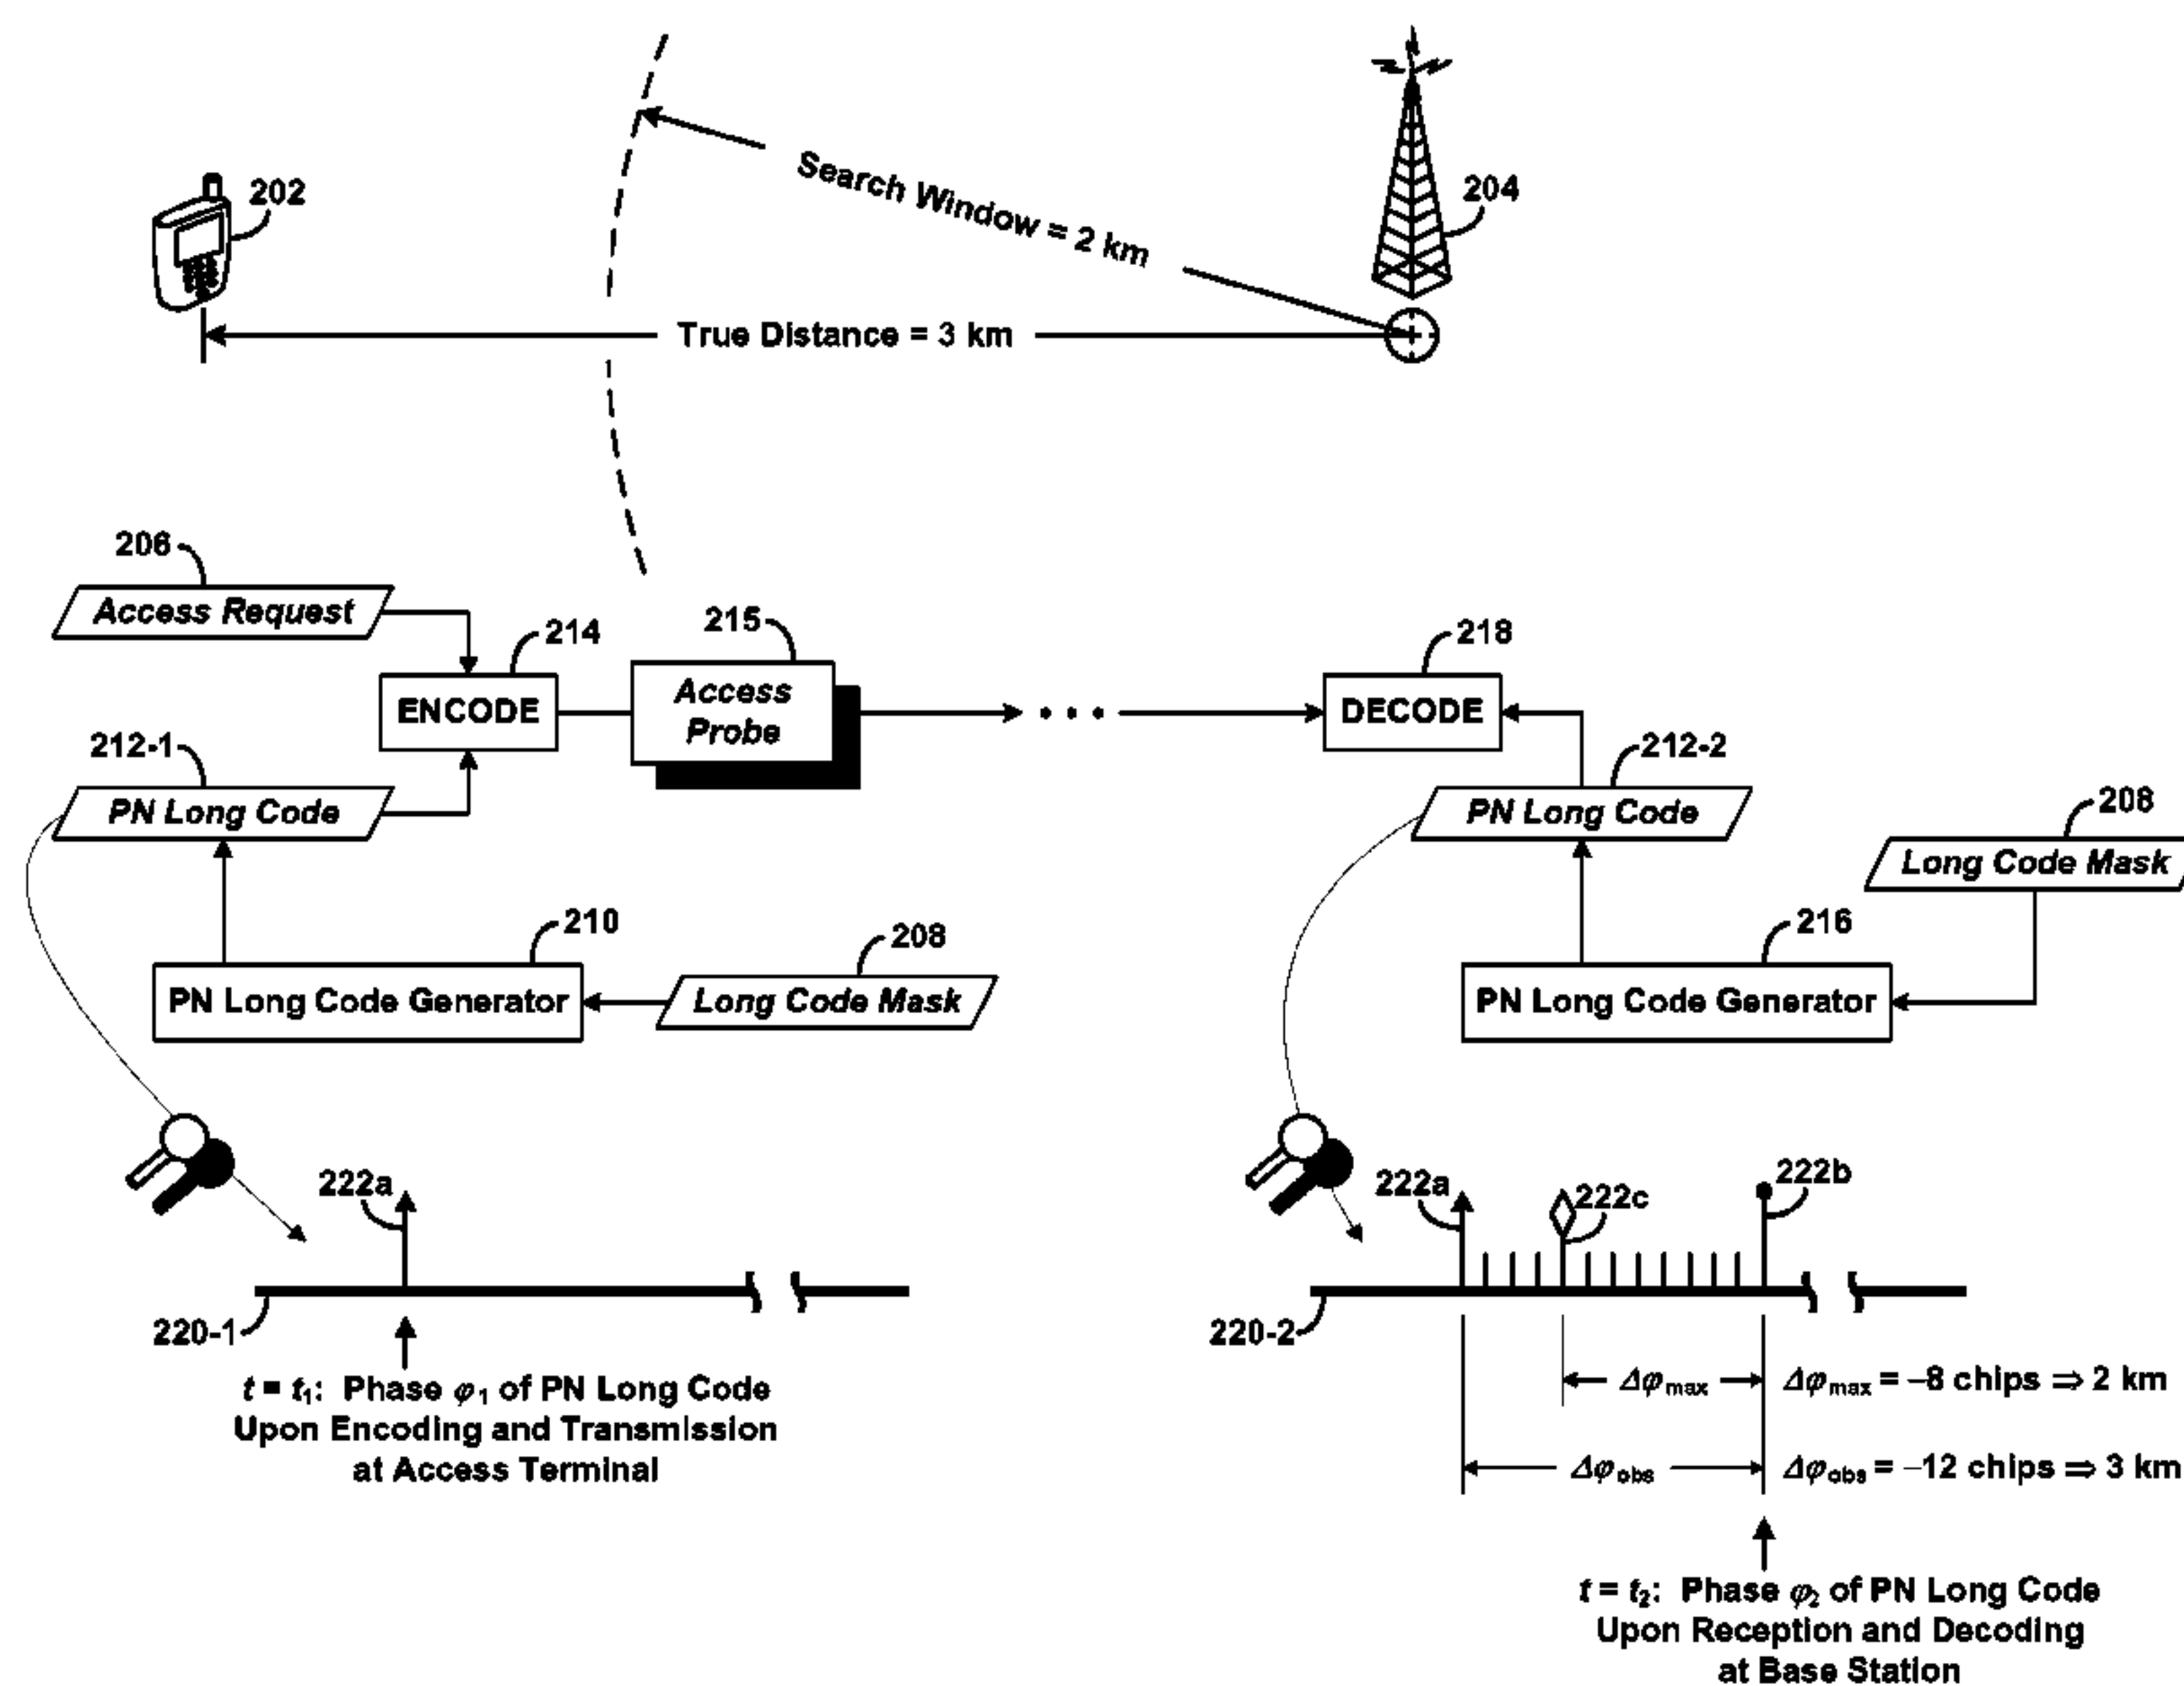 202
Search Window = 2 km
204
True Distance = 3 km
206
Access Request
214
ENCODE
215
Access
Probe
218
DECODE
212-1
PN Long Code
212-2
PN Long Code
208
Long Code Mask
210
PN Long Code Generator
208
Long Code Mask
216
PN Long Code Generator
222a
220-1
t = t1: Phase φ1 of PN Long Code
Upon Encoding and Transmission
at Access Terminal
222a
222c
222b
220-2
Δφmax
Δφmax = –8 chips ⇒ 2 km
Δφobs
Δφobs = –12 chips ⇒ 3 km
t = t2: Phase φ2 of PN Long Code
Upon Reception and Decoding
at Base Station